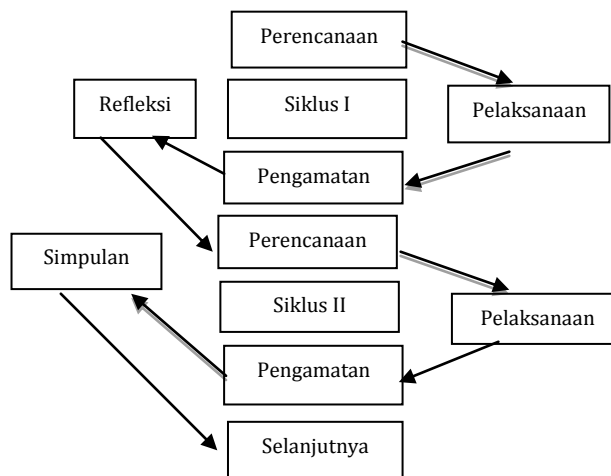 Perencanaan
Refleksi
Siklus I
Pelaksanaan
Pengamatan
Perencanaan
Simpulan
Siklus II
Pelaksanaan
Pengamatan
Selanjutnya